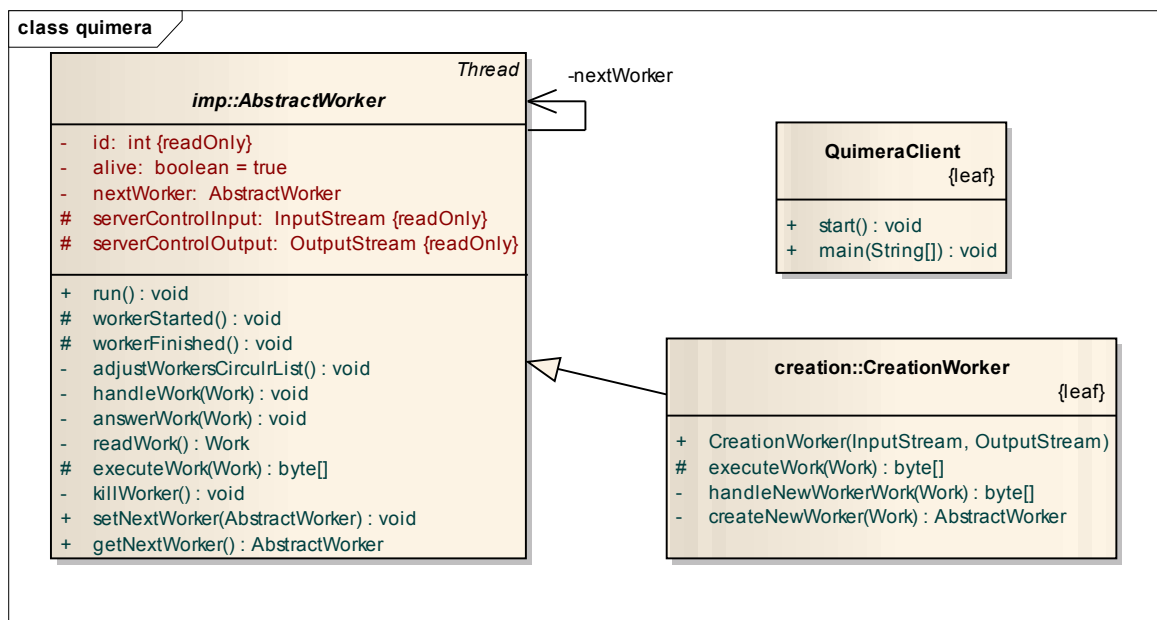 class quimera
Thread
imp::AbstractWorker
- id: int {readOnly}
- alive: boolean = true
- nextWorker: AbstractWorker
# serverControlInput: InputStream {readOnly}
# serverControlOutput: OutputStream {readOnly}
+ run() : void
# workerStarted() : void
# workerFinished() : void
- adjustWorkersCirculrList() : void
- handleWork(Work) : void
- answerWork(Work) : void
- readWork() : Work
# executeWork(Work) : byte[]
- killWorker() : void
+ setNextWorker(AbstractWorker) : void
+ getNextWorker() : AbstractWorker
-nextWorker
QuimeraClient
{leaf}
+ start() : void
+ main(String[]) : void
creation::CreationWorker
{leaf}
+ CreationWorker(InputStream, OutputStream)
# executeWork(Work) : byte[]
- handleNewWorkerWork(Work) : byte[]
- createNewWorker(Work) : AbstractWorker